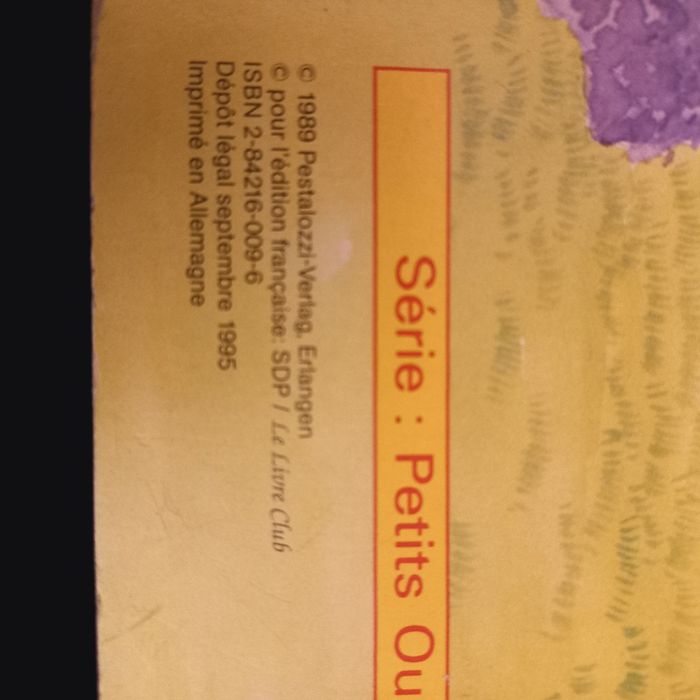 Série : Petits Ou
© 1989 Pestalozzi-Verlag, Erlangen
© pour l'édition française: SDP / Le Livre Club
ISBN 2-84216-009-6
Dépôt légal septembre 1995
Imprimé en Allemagne